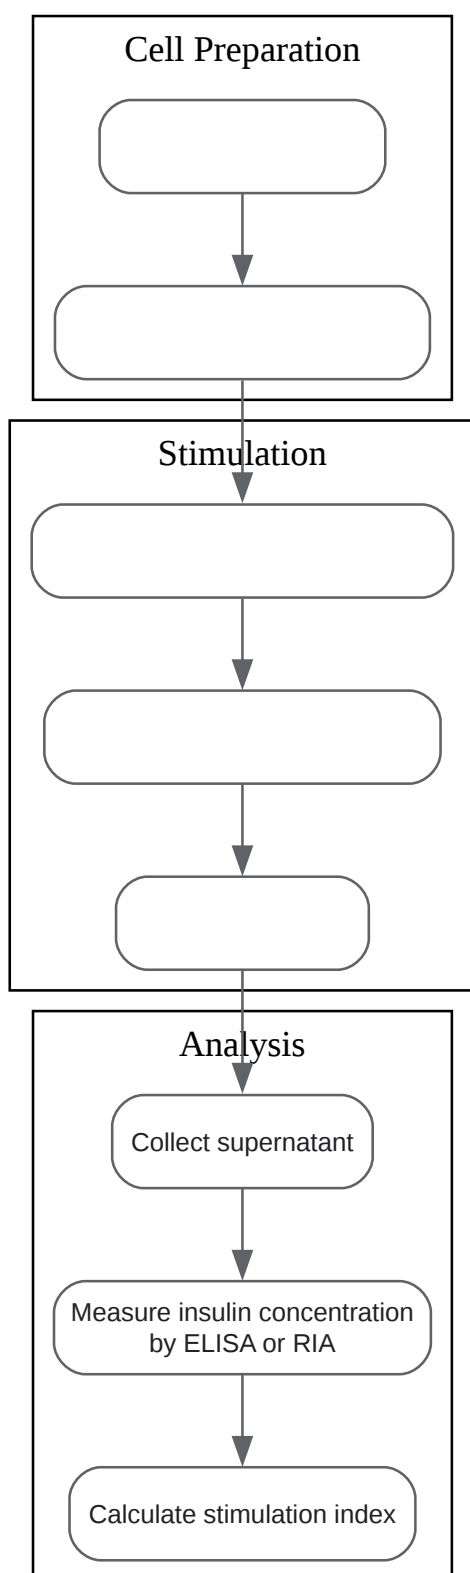 Cell Preparation
Stimulation
Analysis
Collect supernatant
Measure insulin concentration
by ELISA or RIA
Calculate stimulation index